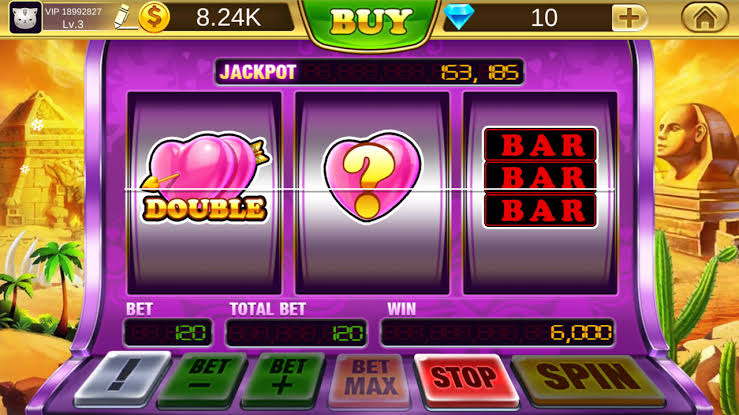 VIP 18992827
Lv.3
8.24K
BUY
10
+
JACKPOT 153,185
DOUBLE
?
BAR
BAR
BAR
BET
TOTAL BET
WIN
120
120
6,000
!
BET
-
BET
+
BET
MAX
STOP
SPIN